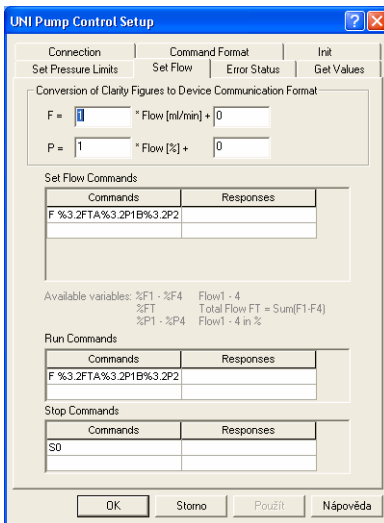 UNI Pump Control Setup
Connection Command Format Init
Set Pressure Limits Set Flow Error Status Get Values
Conversion of Clarity Figures to Device Communication Format
F = 1 * Flow [ml/min] + 0
P = 1 * Flow [%] + 0
Set Flow Commands
Commands Responses
F %3.2FTA%3.2P1B%3.2P2
Available variables: %F1 - %F4 Flow1 - 4
%FT Total Flow FT = Sum(F1-F4)
%P1 - %P4 Flow1 - 4 in %
Run Commands
Commands Responses
F %3.2FTA%3.2P1B%3.2P2
Stop Commands
Commands Responses
S0
OK Storno Použít Nápověda